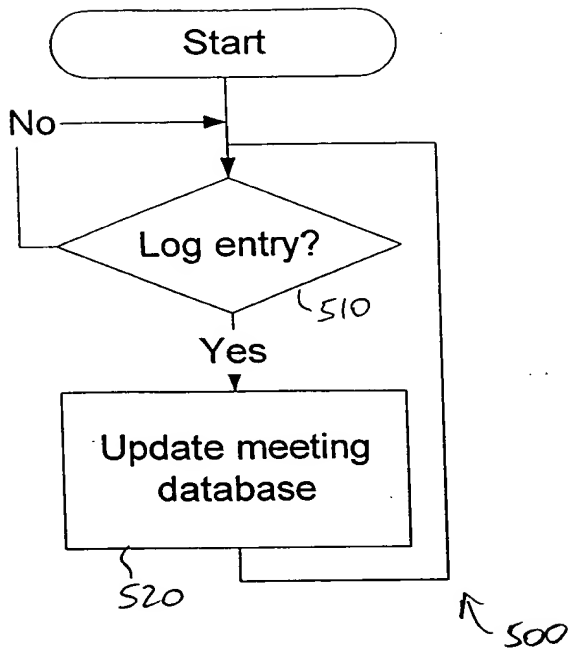 Start
No
Log entry?
510
Yes
Update meeting
database
520
500